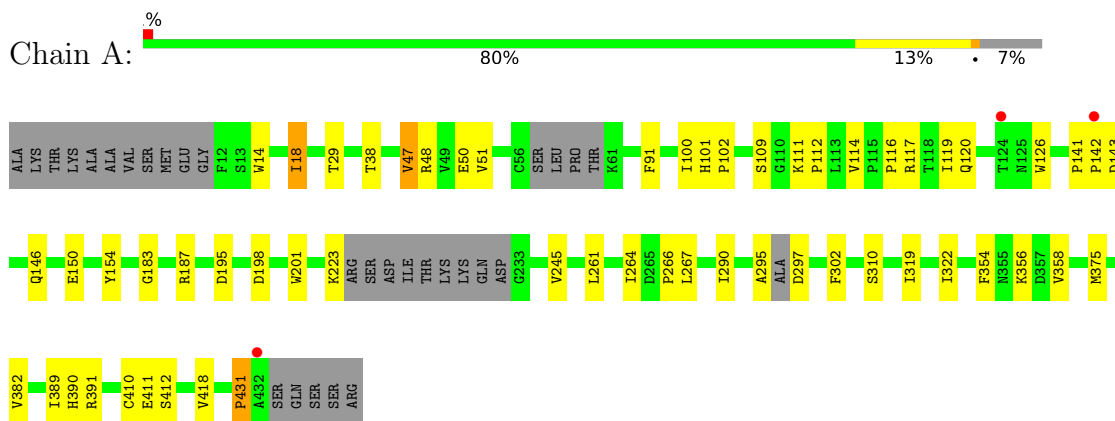 .%
Chain A:
80% 13% • 7%
ALA LYS THR LYS ALA ALA VAL SER MET GLU GLY F12 S13 W14 I18 T29 T38 V47 R48 V49 E50 V51 C56 SER LEU PRO THR K61 F91 I100 H101 P102 S109 G110 K111 P112 L113 V114 P115 P116 R117 T118 I119 Q120 T124 N125 W126 P141 P142 D143
Q146 E150 Y154 G183 R187 D195 D198 W201 K223 ARG SER ASP ILE THR LYS LYS GLN ASP G233 V245 L261 I264 D265 P266 L267 I290 A295 ALA D297 F302 S310 I319 I322 F354 N355 K356 D357 V358 M375
V382 I389 H390 R391 C410 E411 S412 V418 P431 A432 SER GLN SER SER ARG